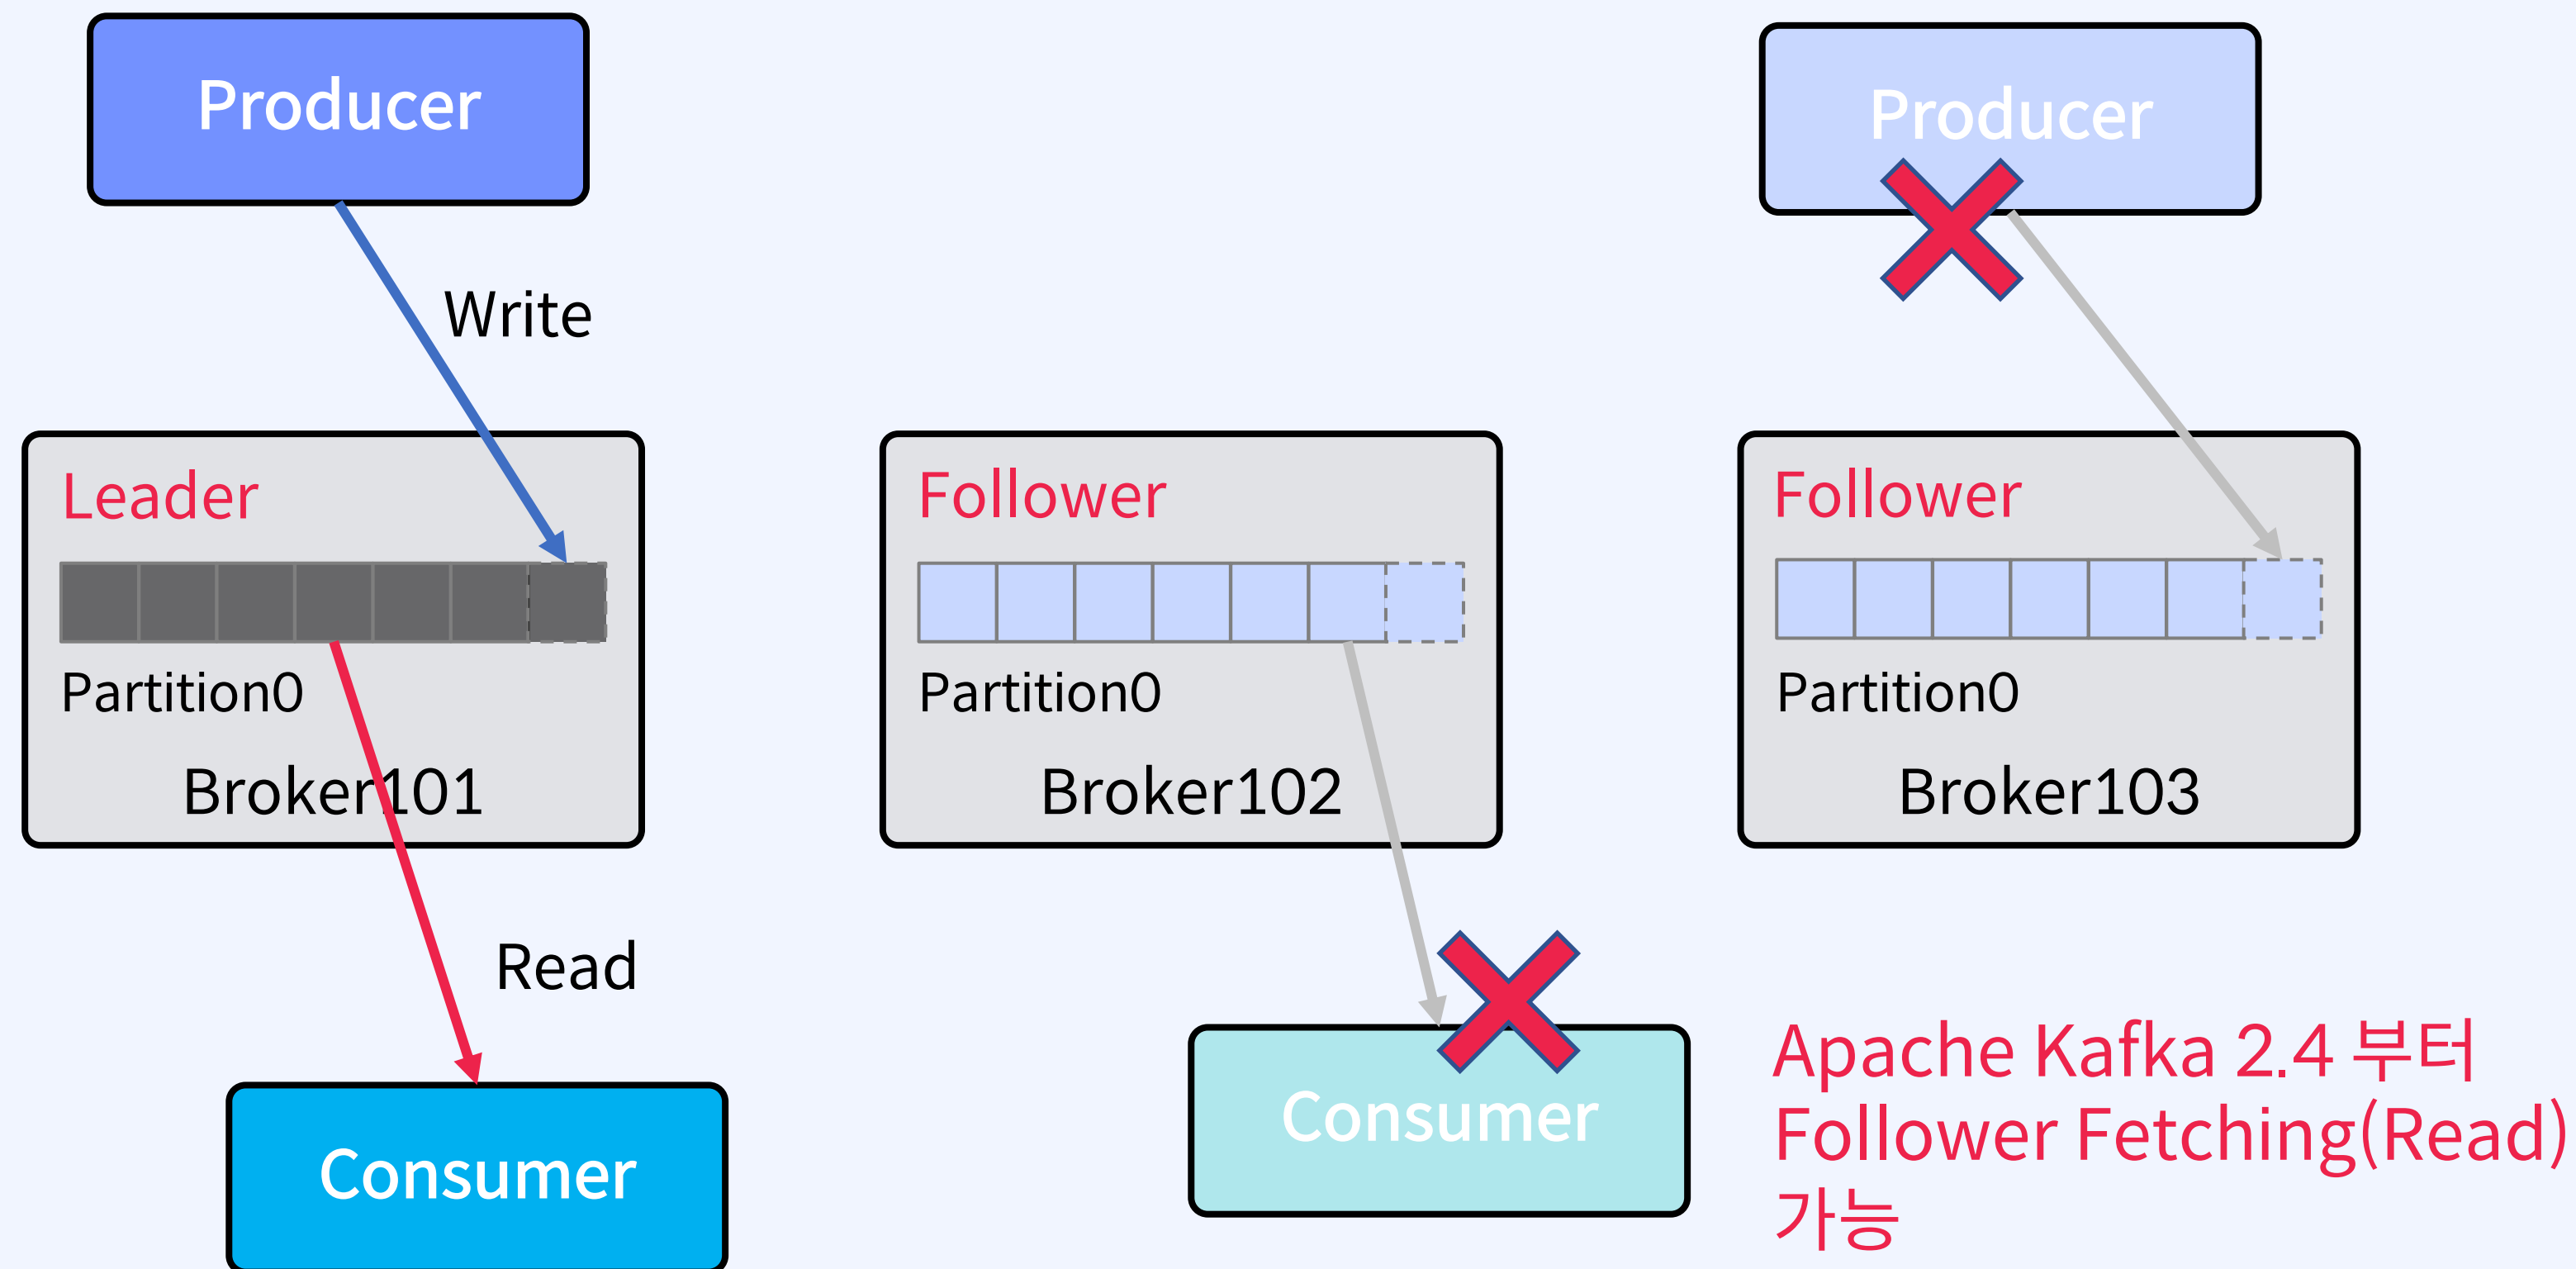 Producer
Producer
Write
Leader
Follower
Follower
Partition0
Partition0
Partition0
Broker101
Broker102
Broker103
Read
Consumer
Consumer
Apache Kafka 2.4 부터
Follower Fetching(Read)
가능